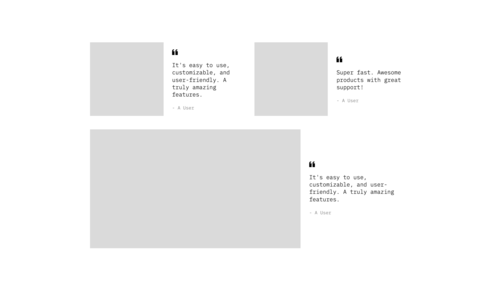 ❝
It's easy to use,
customizable, and
user-friendly. A
truly amazing
features.
- A User
❝
Super fast. Awesome
products with great
support!
- A User
❝
It's easy to use,
customizable, and user-
friendly. A truly amazing
features.
- A User